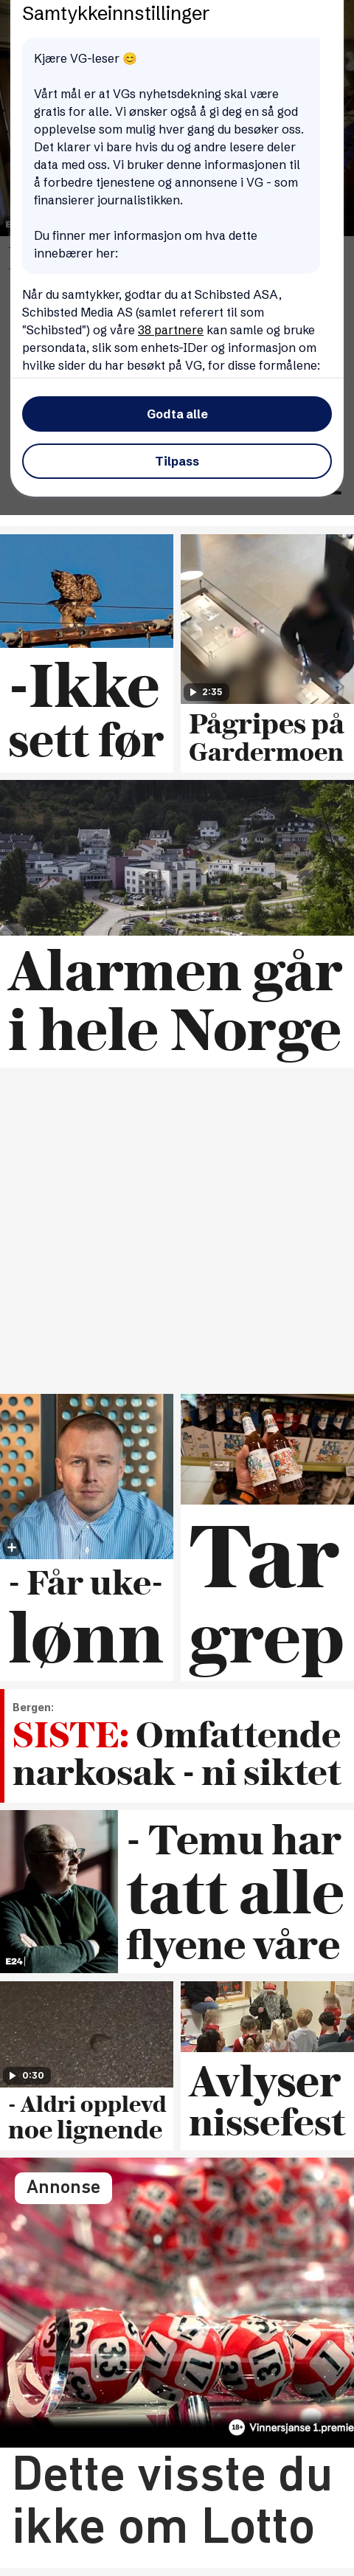 Samtykkeinnstillinger
Kjære VG-leser 😊
Vårt mål er at VGs nyhetsdekning skal være
gratis for alle. Vi ønsker også å gi deg en så god
opplevelse som mulig hver gang du besøker oss.
Det klarer vi bare hvis du og andre lesere deler
data med oss. Vi bruker denne informasjonen til
å forbedre tjenestene og annonsene i VG - som
finansierer journalistikken.
Du finner mer informasjon om hva dette
innebærer her:
Når du samtykker, godtar du at Schibsted ASA,
Schibsted Media AS (samlet referert til som
"Schibsted") og våre 38 partnere kan samle og bruke
persondata, slik som enhets-IDer og informasjon om
hvilke sider du har besøkt på VG, for disse formålene:
Godta alle
Tilpass
-Ikke
sett før
2:35
Pågripes på
Gardermoen
Alarmen går
i hele Norge
- Får uke-
lønn
Tar
grep
Bergen:
SISTE: Omfattende
narkosak - ni siktet
E24
- Temu har
tatt alle
flyene våre
0:30
- Aldri opplevd
noe lignende
Avlyser
nissefest
Annonse
33
17
31
18+ Vinnersjanse 1.premie
Dette visste du
ikke om Lotto